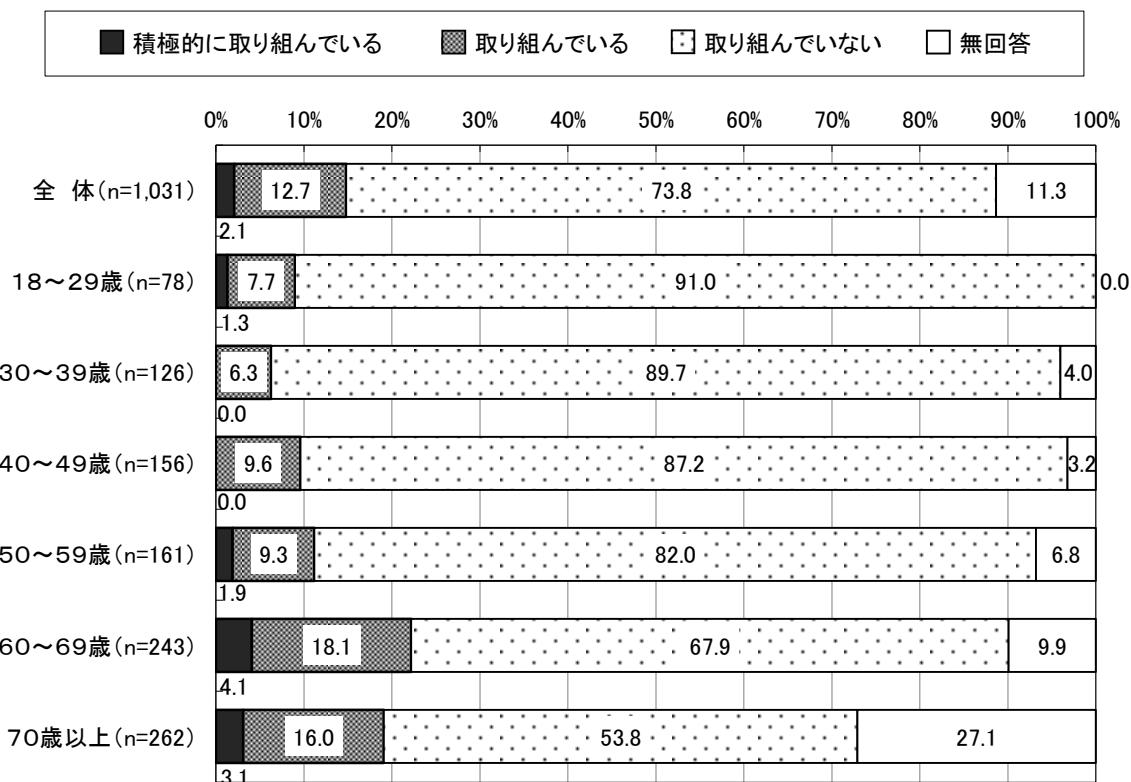 積極的に取り組んでいる 取り組んでいる 取り組んでいない 無回答
0% 10% 20% 30% 40% 50% 60% 70% 80% 90% 100%
全 体(n=1,031) 12.7 73.8 11.3
2.1
18～29歳(n=78) 7.7 91.0 0.0
1.3
30～39歳(n=126) 6.3 89.7 4.0
0.0
40～49歳(n=156) 9.6 87.2 3.2
0.0
50～59歳(n=161) 9.3 82.0 6.8
1.9
60～69歳(n=243) 18.1 67.9 9.9
4.1
70歳以上(n=262) 16.0 53.8 27.1
3.1